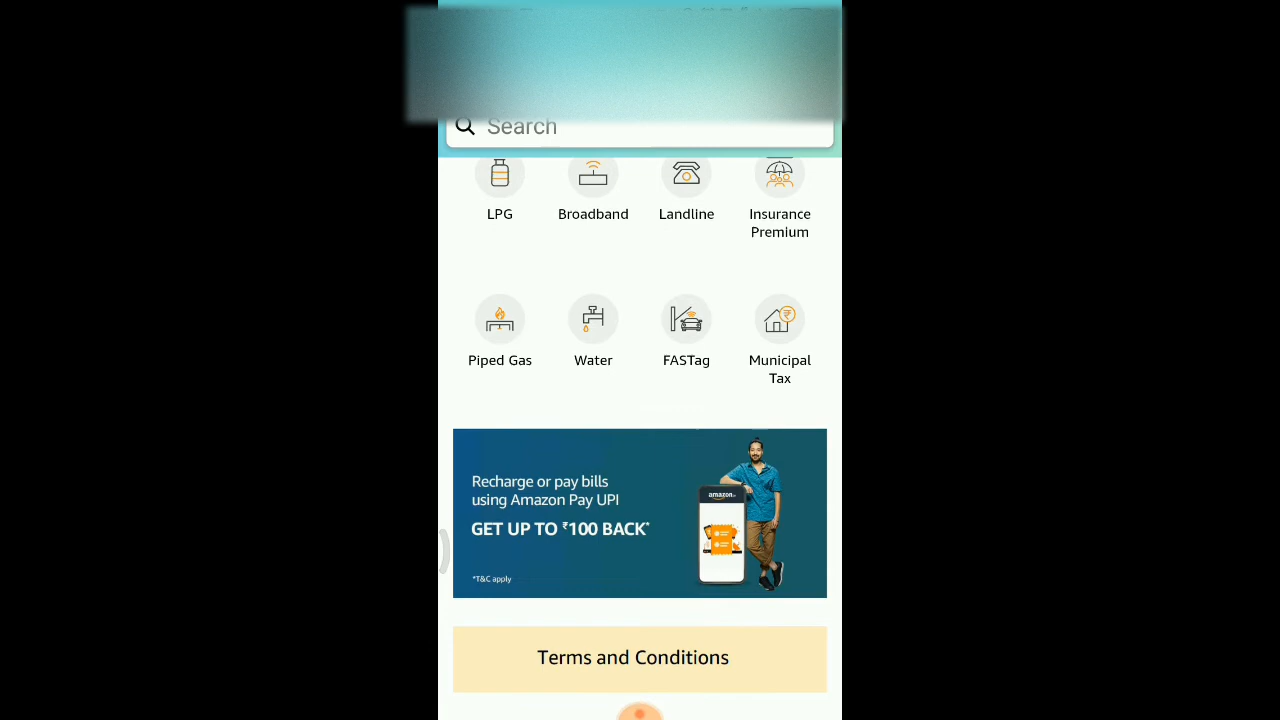 Search
LPG
Broadband
Landline
Insurance
Premium
Piped Gas
Water
FASTag
Municipal
Tax
Recharge or pay bills
using Amazon Pay UPI
GET UP TO ₹100 BACK*
*T&C apply
amazon
Terms and Conditions